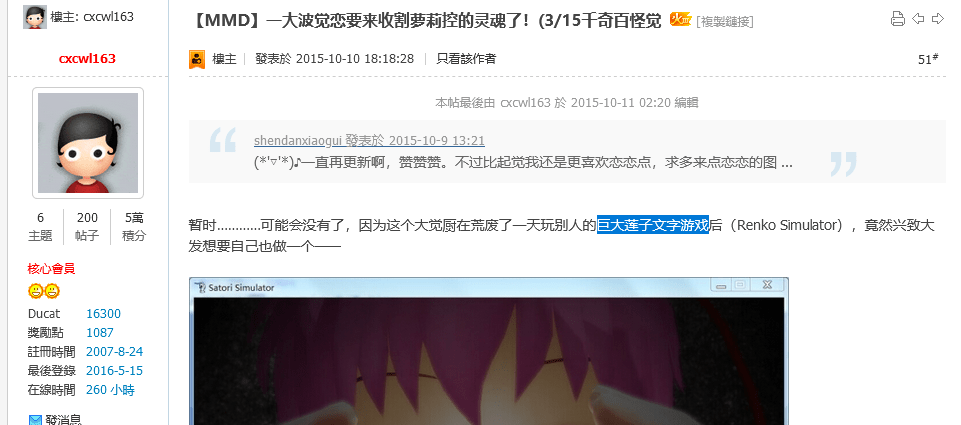 樓主: cxcwl163
【MMD】一大波觉恋要来收割萝莉控的灵魂了！(3/15千奇百怪觉 火 [複製鏈接]
cxcwl163
樓主 發表於 2015-10-10 18:18:28 只看該作者
51#
本帖最後由 cxcwl163 於 2015-10-11 02:20 編輯
shendanxiaogui 發表於 2015-10-9 13:21
(*'▽'*)♪一直再更新啊，赞赞赞。不过比起觉我还是更喜欢恋恋点，求多来点恋恋的图 ...
6 200 5萬
主題 帖子 積分
暂时…………可能会没有了，因为这个大觉厨在荒废了一天玩别人的巨大莲子文字游戏后（Renko Simulator），竟然兴致大
发想要自己也做一个——
核心會員
Satori Simulator
Ducat 16300
獎勵點 1087
註冊時間 2007-8-24
最後登錄 2016-5-15
在線時間 260 小時
發消息